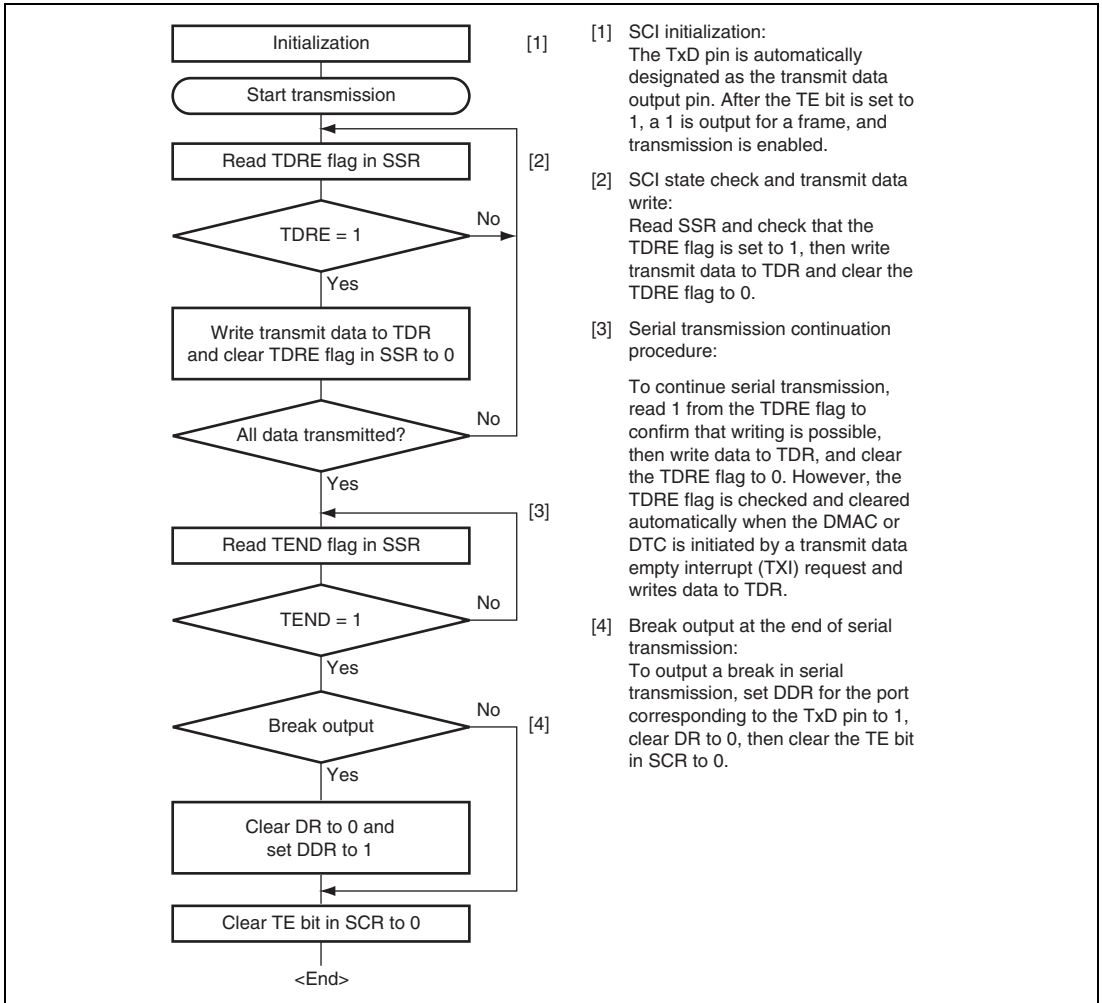 Initialization
[1]
Start transmission
Read TDRE flag in SSR
[2]
TDRE = 1
No
Yes
Write transmit data to TDR
and clear TDRE flag in SSR to 0
All data transmitted?
No
Yes
[3]
Read TEND flag in SSR
TEND = 1
No
Yes
Break output
No
[4]
Yes
Clear DR to 0 and
set DDR to 1
Clear TE bit in SCR to 0
<End>
[1] SCI initialization:
The TxD pin is automatically
designated as the transmit data
output pin. After the TE bit is set to
1, a 1 is output for a frame, and
transmission is enabled.
[2] SCI state check and transmit data
write:
Read SSR and check that the
TDRE flag is set to 1, then write
transmit data to TDR and clear the
TDRE flag to 0.
[3] Serial transmission continuation
procedure:
To continue serial transmission,
read 1 from the TDRE flag to
confirm that writing is possible,
then write data to TDR, and clear
the TDRE flag to 0. However, the
TDRE flag is checked and cleared
automatically when the DMAC or
DTC is initiated by a transmit data
empty interrupt (TXI) request and
writes data to TDR.
[4] Break output at the end of serial
transmission:
To output a break in serial
transmission, set DDR for the port
corresponding to the TxD pin to 1,
clear DR to 0, then clear the TE bit
in SCR to 0.